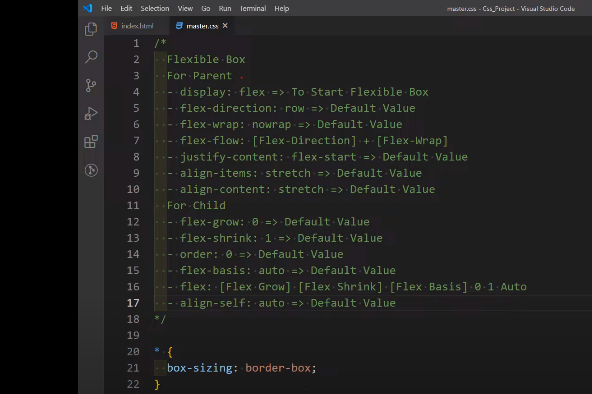 File Edit Selection View Go Run Terminal Help master.css - Css_Project - Visual Studio Code
index.html master.css
1 /*
2 Flexible Box
3 For Parent
4 - display: flex => To Start Flexible Box
5 - flex-direction: row => Default Value
6 - flex-wrap: nowrap => Default Value
7 - flex-flow: [Flex-Direction] + [Flex-Wrap]
8 - justify-content: flex-start => Default Value
9 - align-items: stretch => Default Value
10 - align-content: stretch => Default Value
11 For Child
12 - flex-grow: 0 => Default Value
13 - flex-shrink: 1 => Default Value
14 - order: 0 => Default Value
15 - flex-basis: auto => Default Value
16 - flex: [Flex Grow] [Flex Shrink] [Flex Basis] 0 1 Auto
17 - align-self: auto => Default Value
18 */
19
20 * {
21 box-sizing: border-box;
22 }